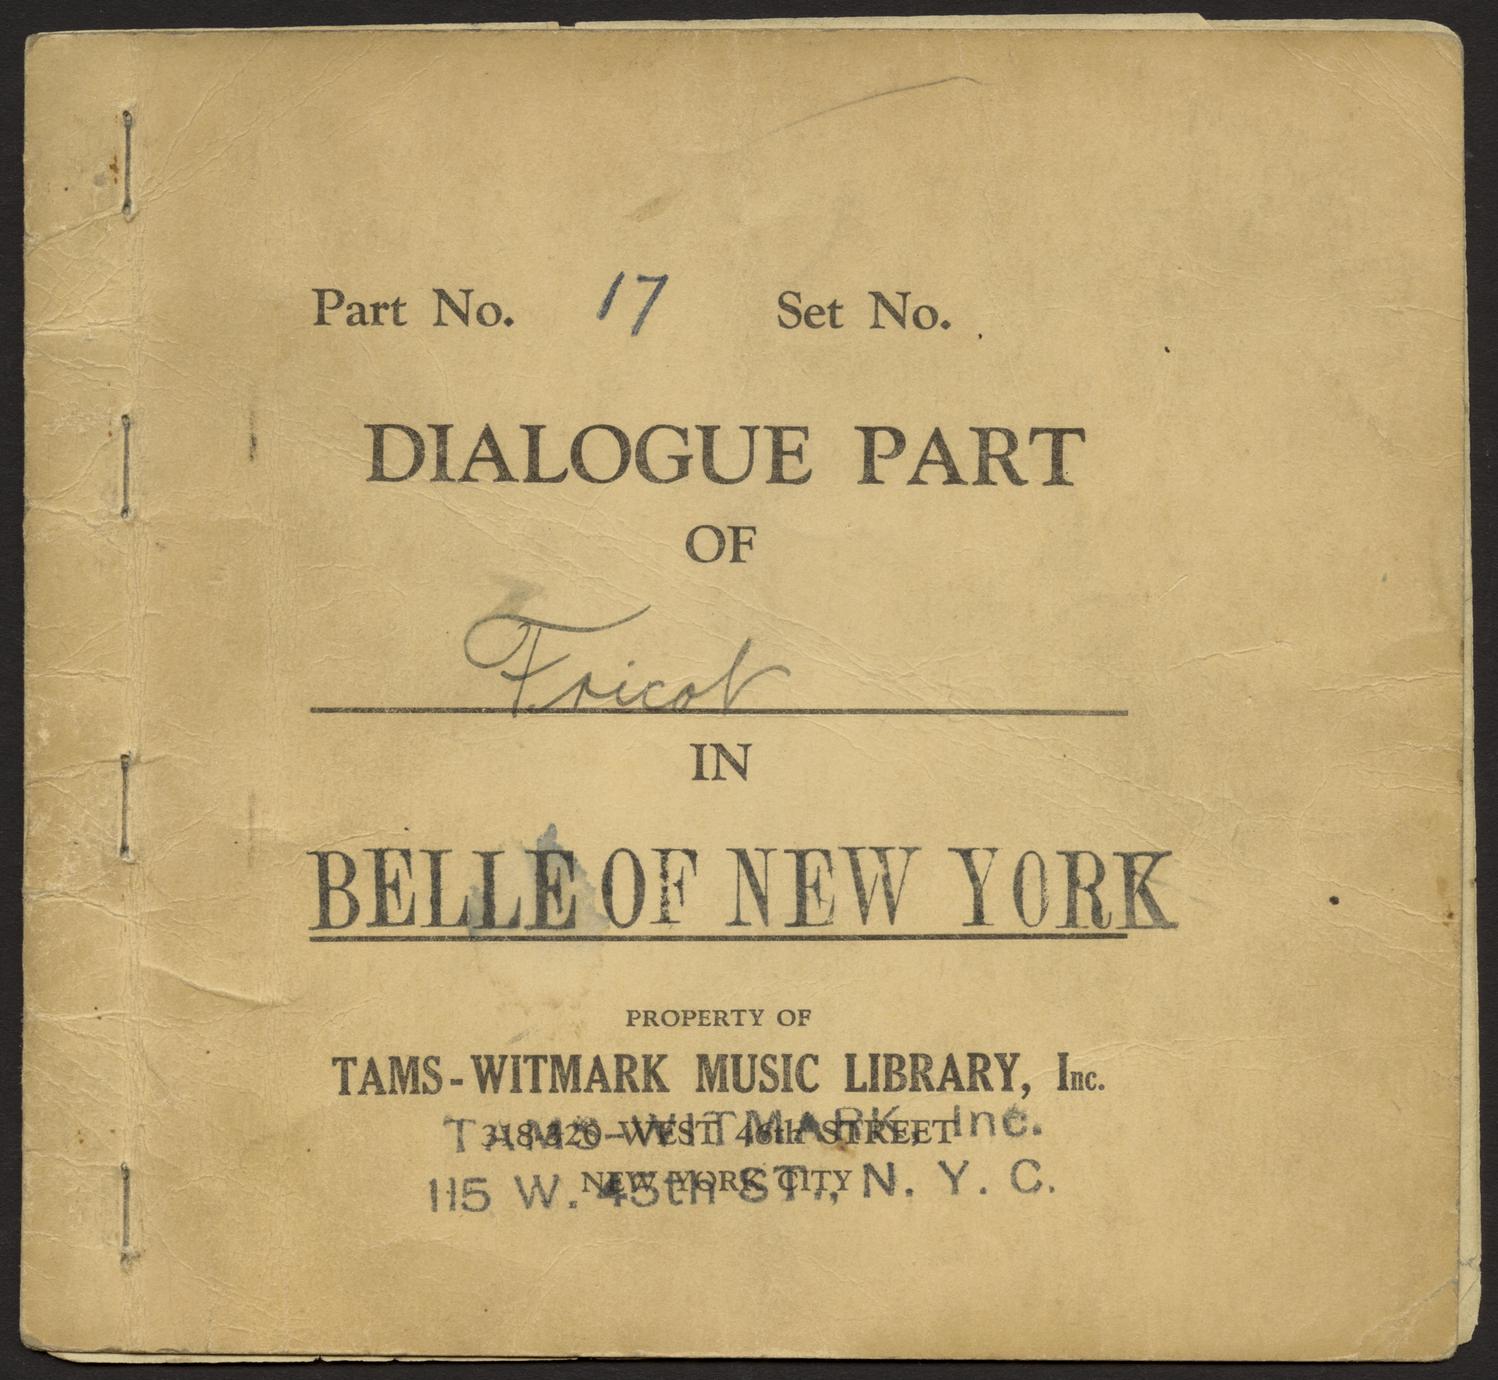 Part No. 17 Set No.
DIALOGUE PART
OF
Fricot
IN
BELLE OF NEW YORK
PROPERTY OF
TAMS-WITMARK MUSIC LIBRARY, Inc.
318-320 WEST 46th STREET
TAMS-WITMARK, Inc.
NEW YORK CITY
115 W. 45th ST., N. Y. C.